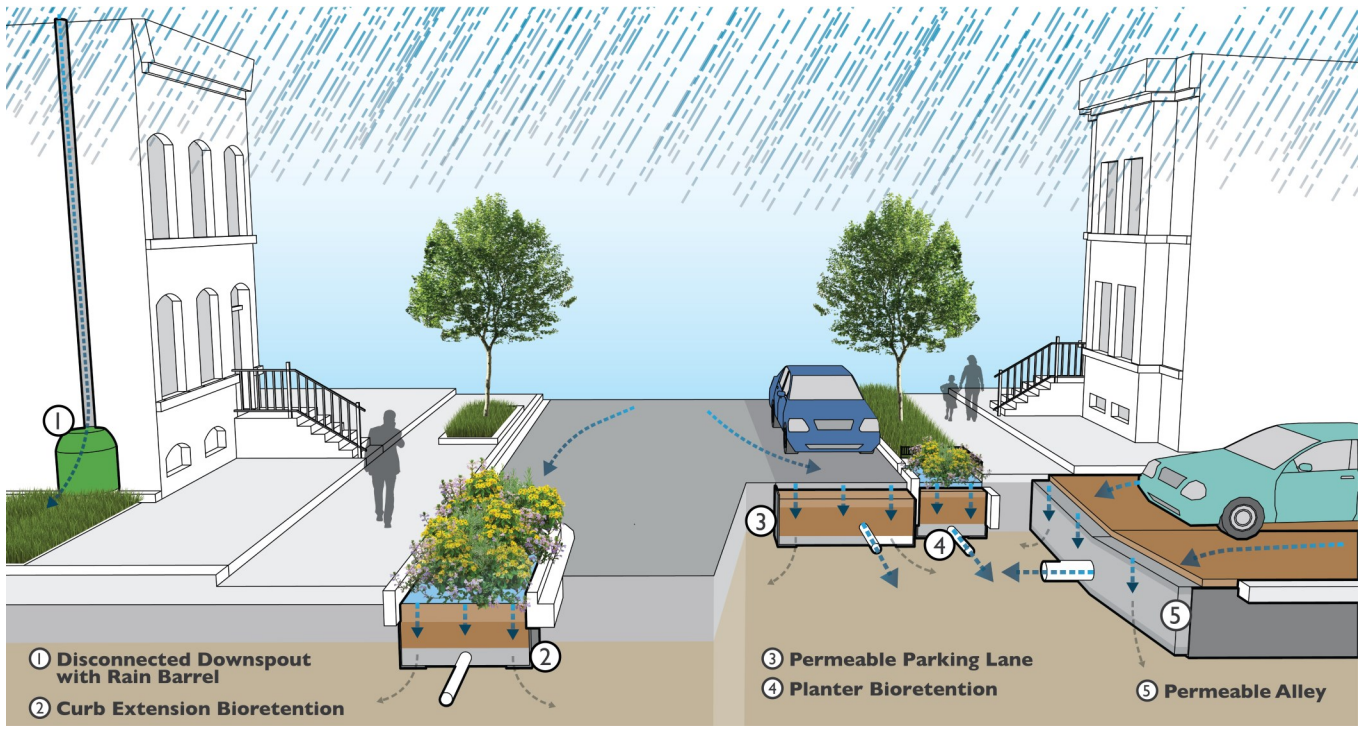 1
2
3
4
5
1 Disconnected Downspout
with Rain Barrel
2 Curb Extension Bioretention
3 Permeable Parking Lane
4 Planter Bioretention
5 Permeable Alley